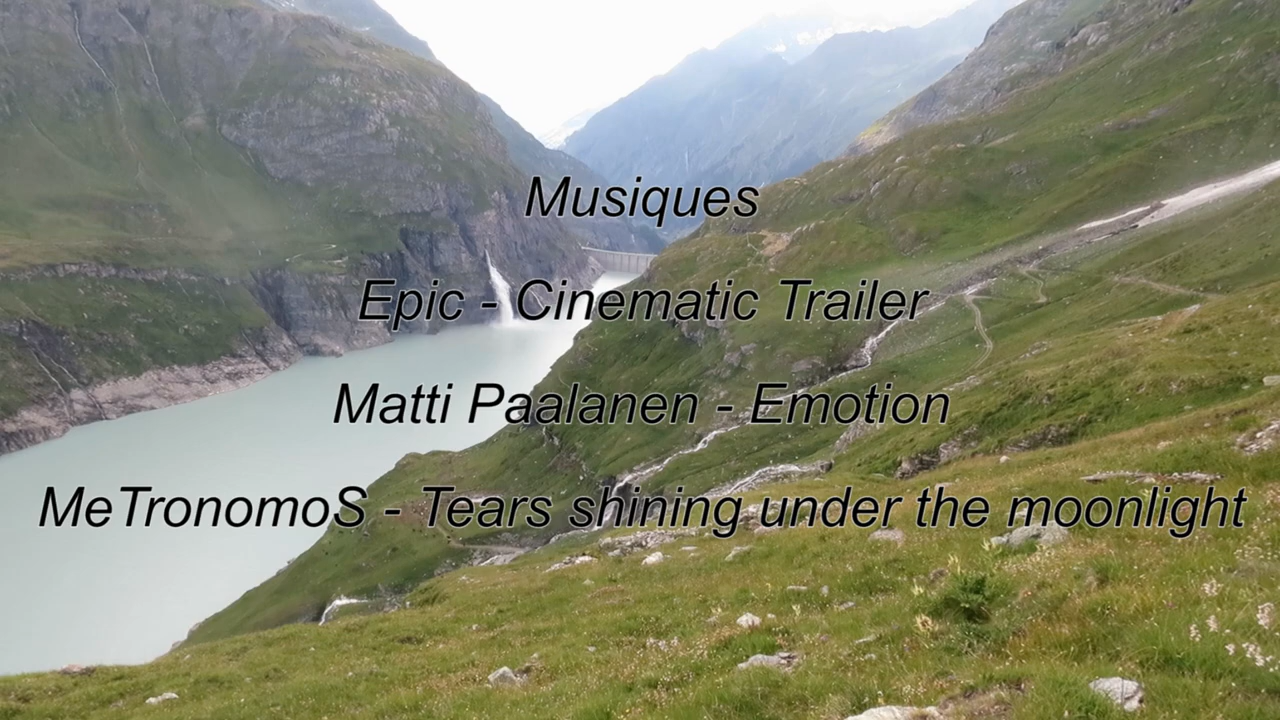 Musiques
Epic - Cinematic Trailer
Matti Paalanen - Emotion
MeTronomoS - Tears shining under the moonlight